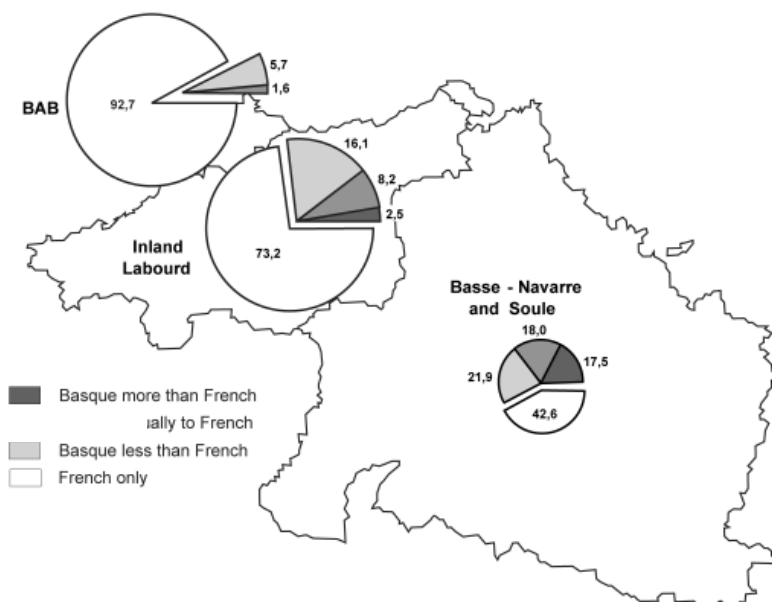 5,7
1,6
BAB
92,7
16,1
8,2
2,5
Inland
Labourd
73,2
Basse - Navarre
and Soule
18,0
17,5
21,9
42,6
Basque more than French
ually to French
Basque less than French
French only